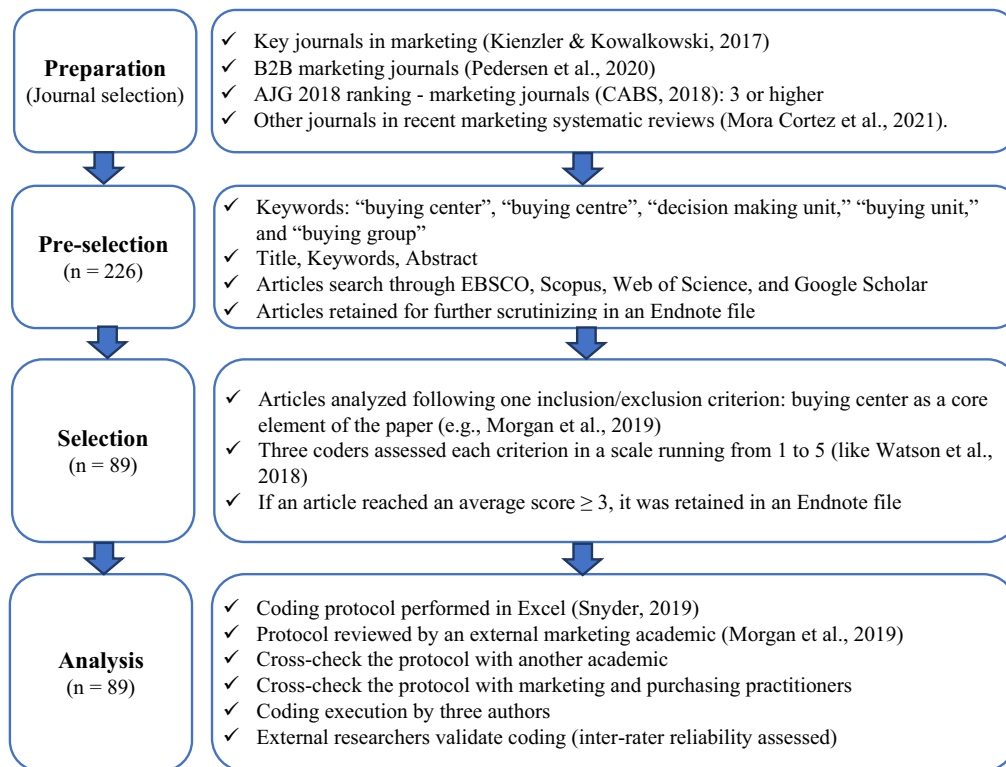 Preparation
(Journal selection)
✓ Key journals in marketing (Kienzler & Kowalkowski, 2017)
✓ B2B marketing journals (Pedersen et al., 2020)
✓ AJG 2018 ranking - marketing journals (CABS, 2018): 3 or higher
✓ Other journals in recent marketing systematic reviews (Mora Cortez et al., 2021).
Pre-selection
(n = 226)
✓ Keywords: “buying center”, “buying centre”, “decision making unit,” “buying unit,”
and “buying group”
✓ Title, Keywords, Abstract
✓ Articles search through EBSCO, Scopus, Web of Science, and Google Scholar
✓ Articles retained for further scrutinizing in an Endnote file
Selection
(n = 89)
✓ Articles analyzed following one inclusion/exclusion criterion: buying center as a core
element of the paper (e.g., Morgan et al., 2019)
✓ Three coders assessed each criterion in a scale running from 1 to 5 (like Watson et al.,
2018)
✓ If an article reached an average score ≥ 3, it was retained in an Endnote file
Analysis
(n = 89)
✓ Coding protocol performed in Excel (Snyder, 2019)
✓ Protocol reviewed by an external marketing academic (Morgan et al., 2019)
✓ Cross-check the protocol with another academic
✓ Cross-check the protocol with marketing and purchasing practitioners
✓ Coding execution by three authors
✓ External researchers validate coding (inter-rater reliability assessed)